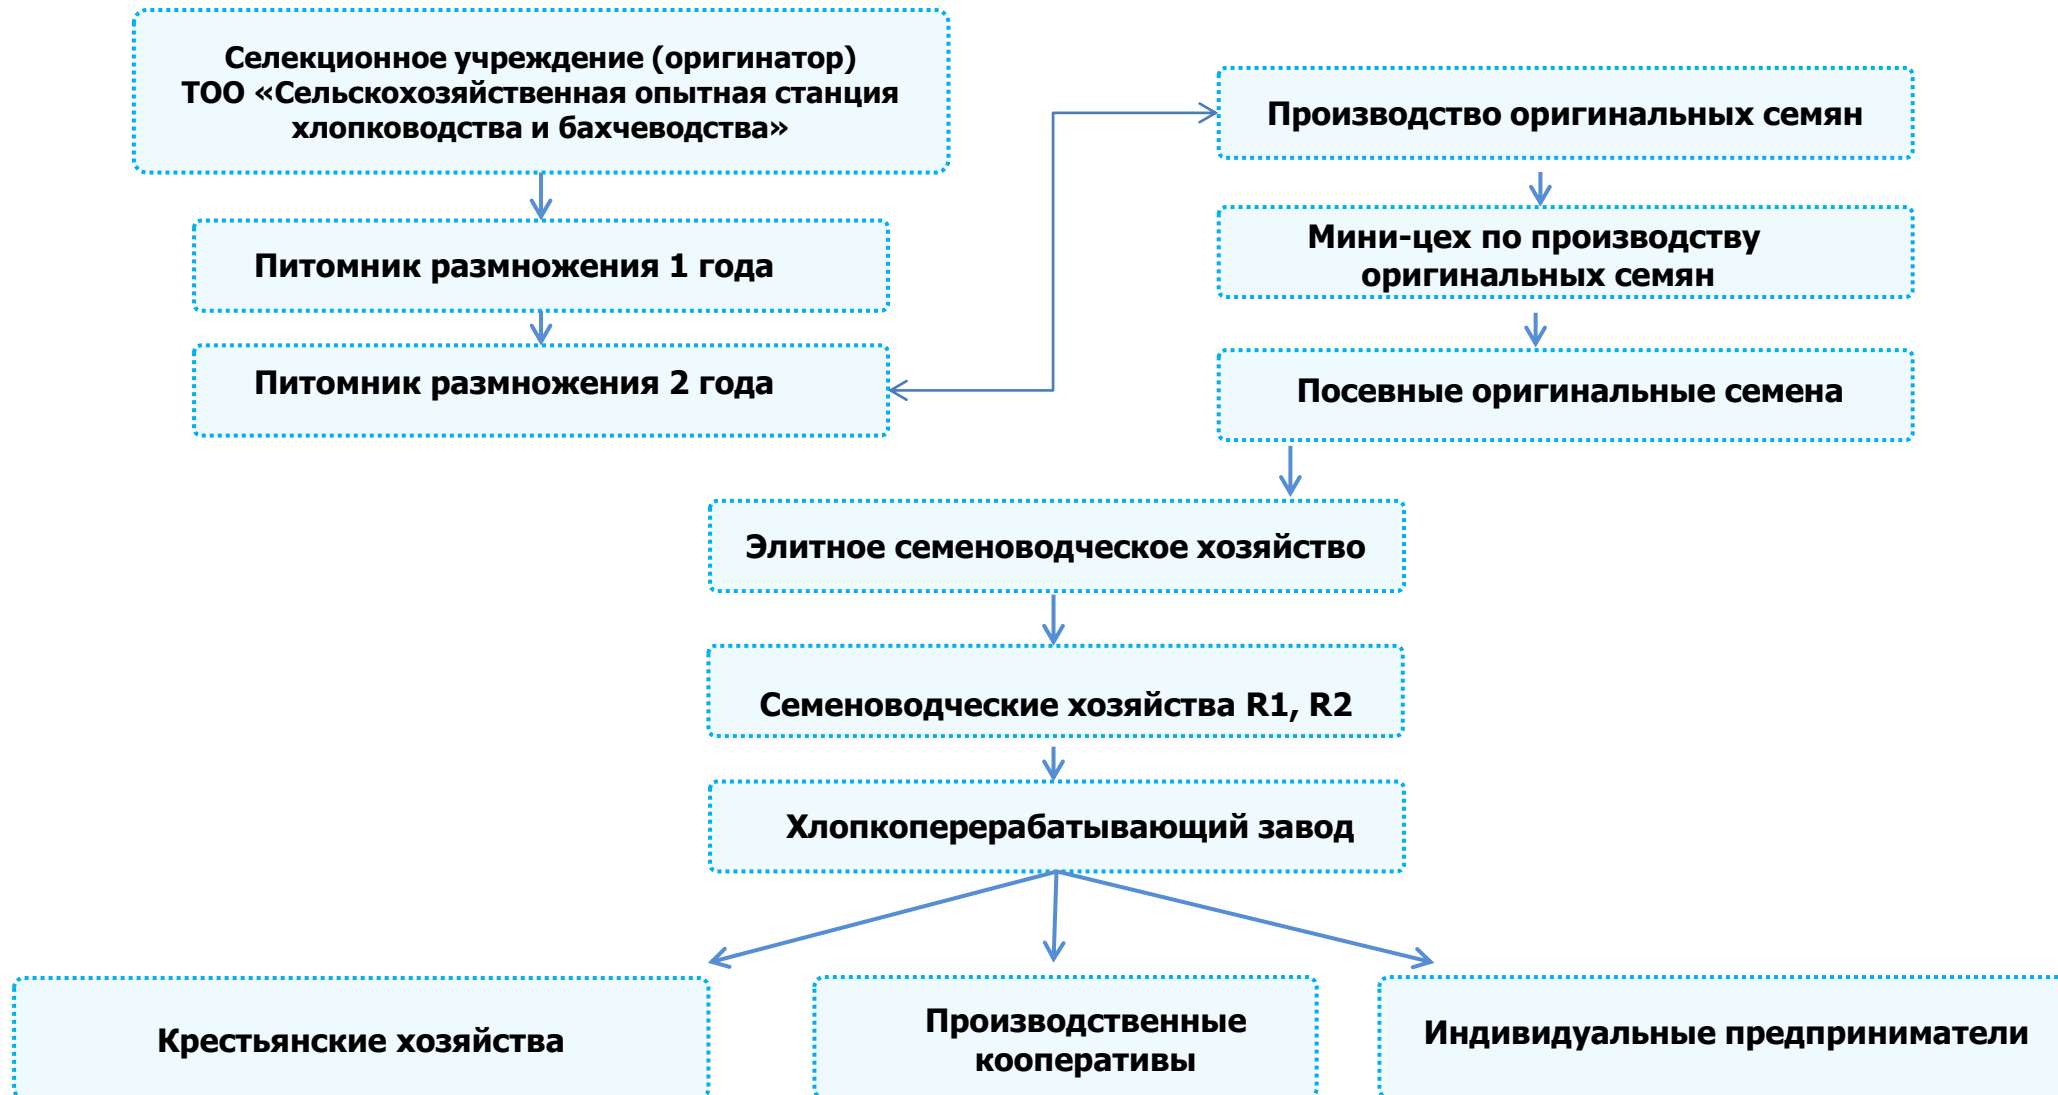 Селекционное учреждение (оригинатор)
ТОО «Сельскохозяйственная опытная станция
хлопководства и бахчеводства»
Питомник размножения 1 года
Питомник размножения 2 года
Производство оригинальных семян
Мини-цех по производству
оригинальных семян
Посевные оригинальные семена
Элитное семеноводческое хозяйство
Семеноводческие хозяйства R1, R2
Хлопкоперерабатывающий завод
Крестьянские хозяйства
Производственные
кооперативы
Индивидуальные предприниматели